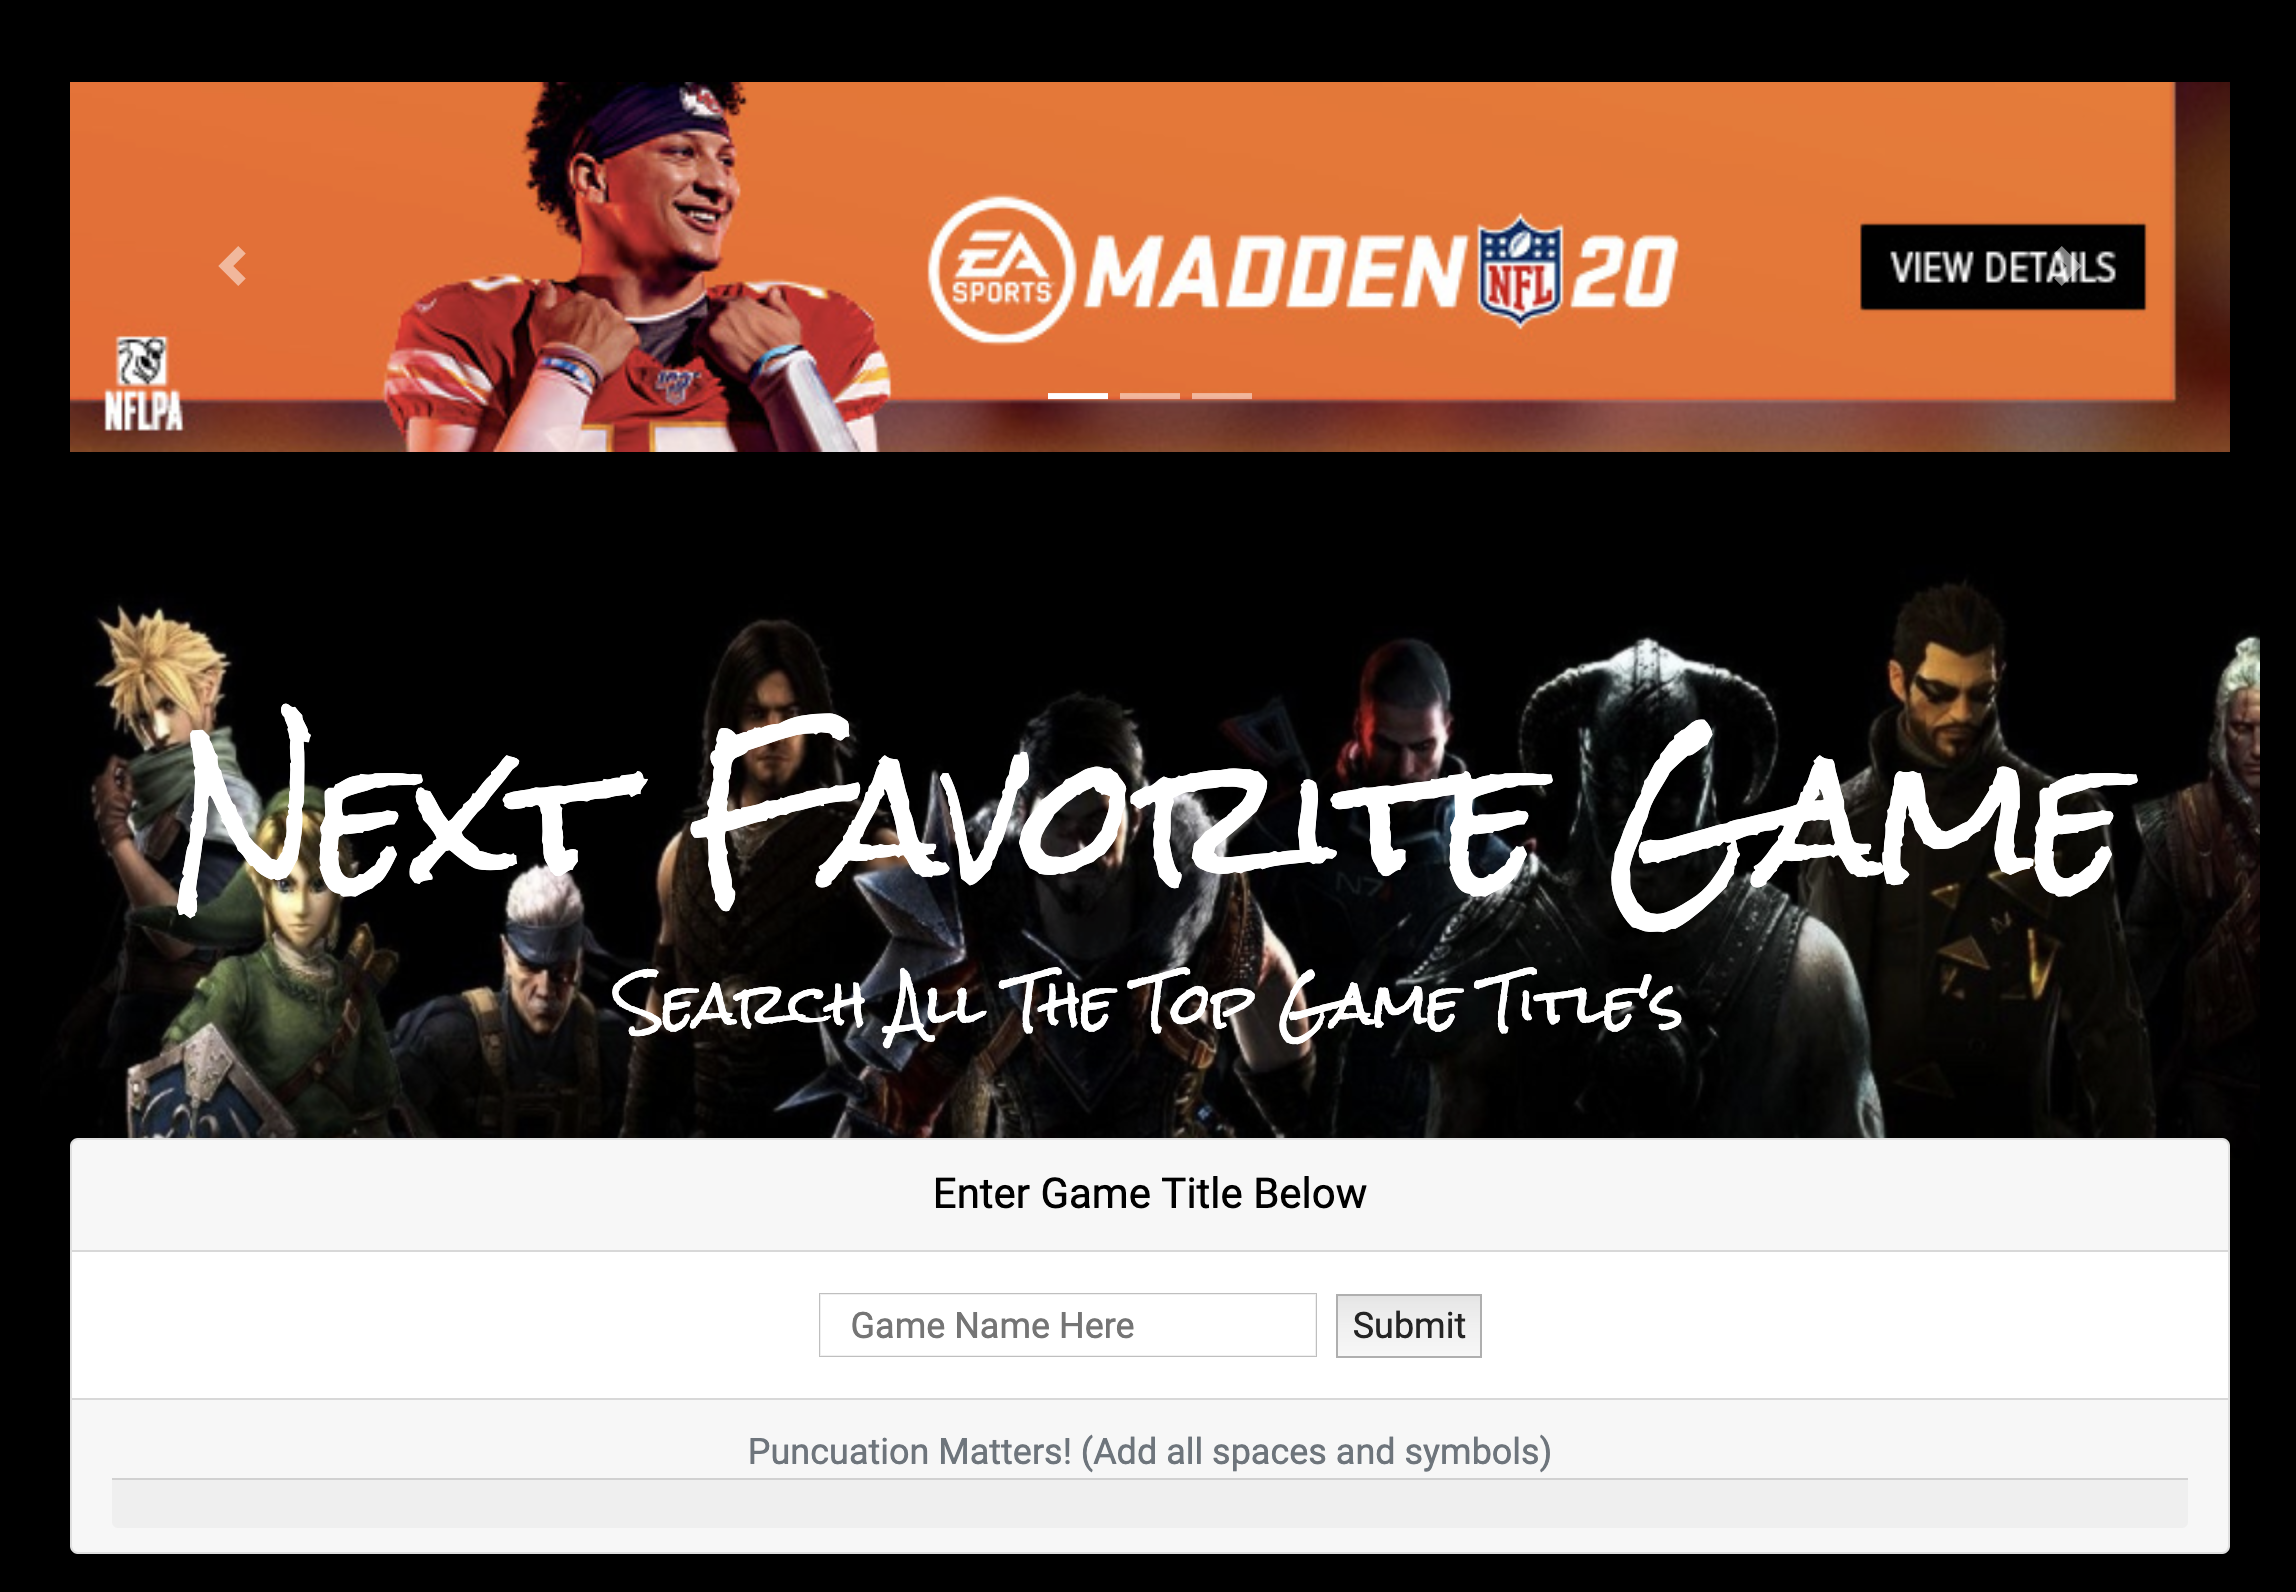 EA
SPORTS
MADDEN NFL 20
VIEW DETAILS
NFLPA
NEXT FAVORITE GAME
SEARCH ALL THE TOP GAME TITLE'S
N7
Enter Game Title Below
Game Name Here
Submit
Puncuation Matters! (Add all spaces and symbols)